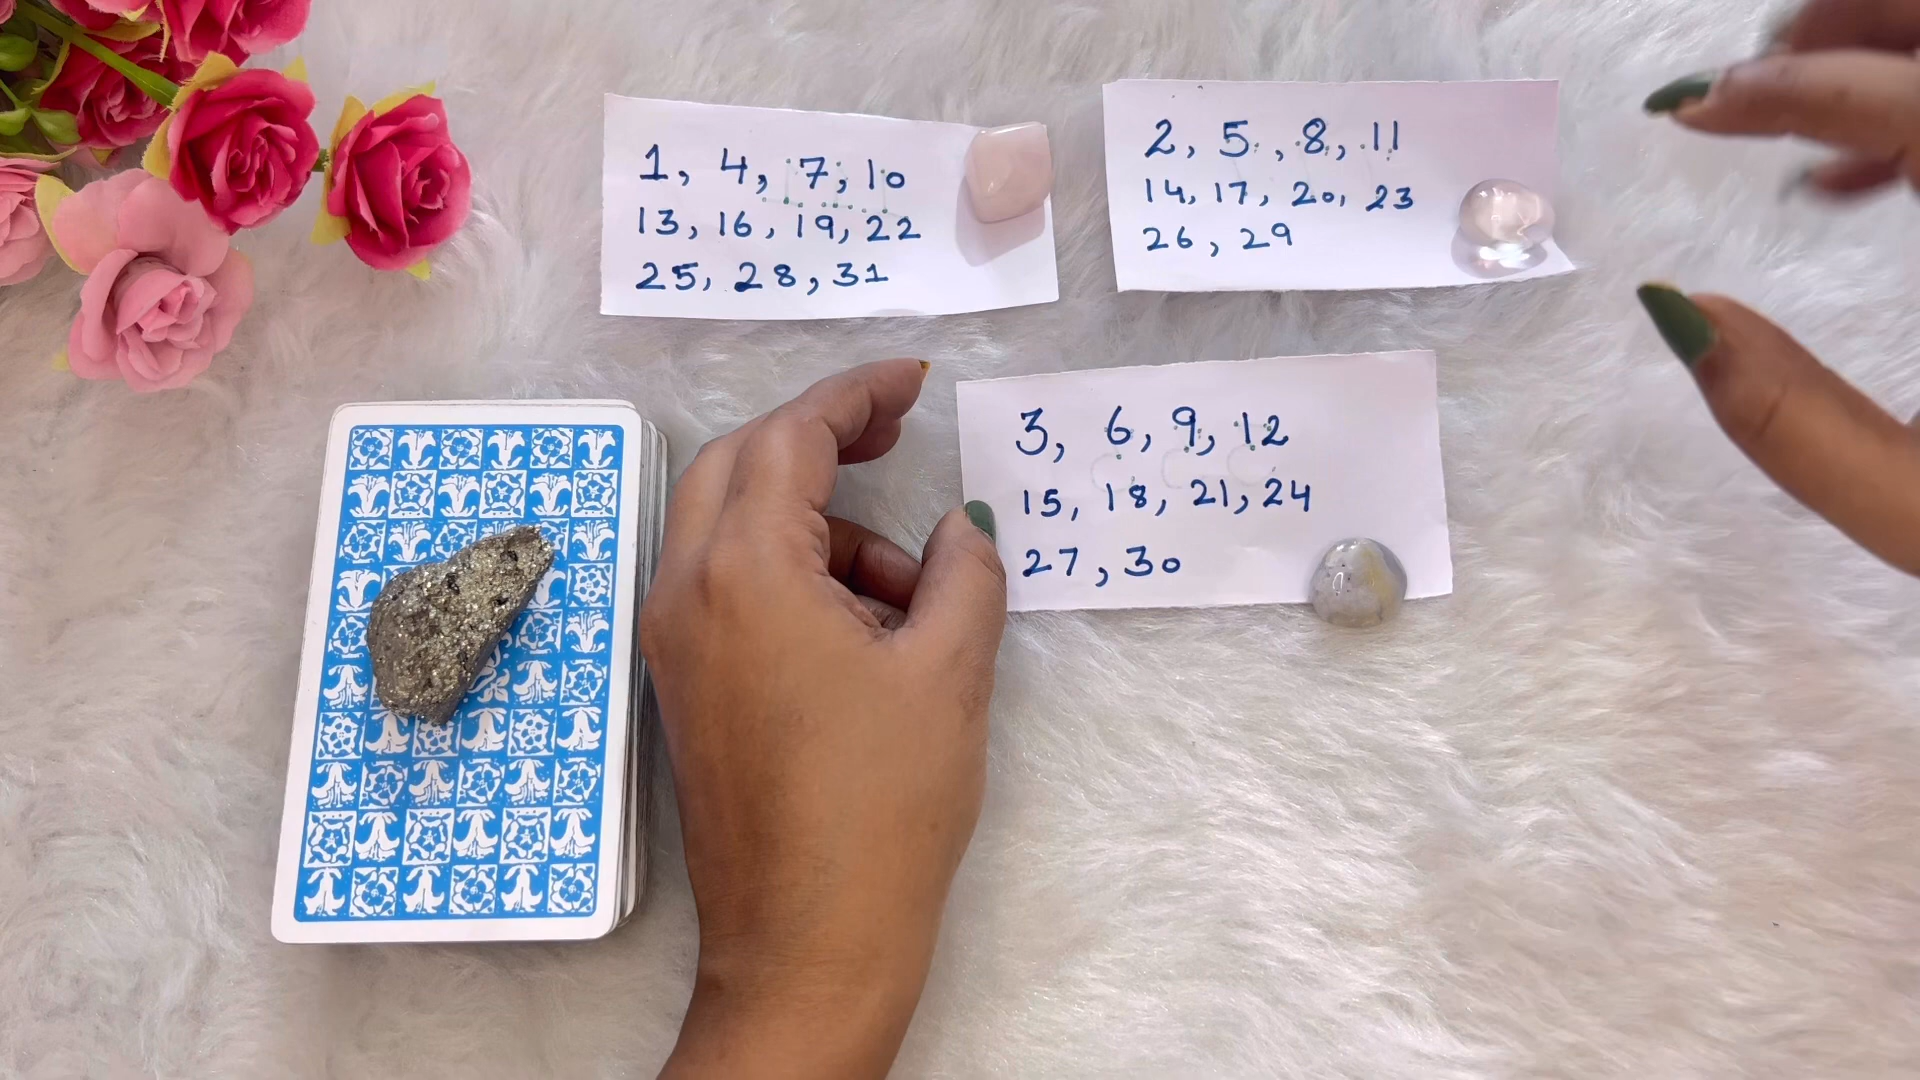 1, 4, 7, 10
13, 16, 19, 22
25, 28, 31
2, 5, 8, 11
14, 17, 20, 23
26, 29
3, 6, 9, 12
15, 18, 21, 24
27, 30